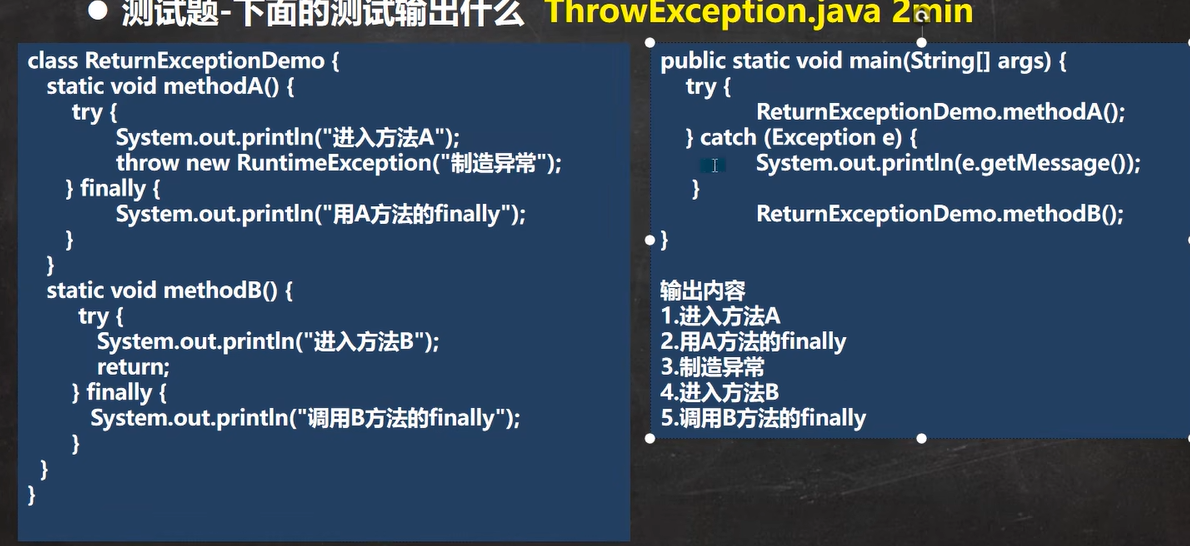 测试题-下面的测试输出什么 ThrowException.java 2min
class ReturnExceptionDemo {
static void methodA() {
try {
System.out.println("进入方法A");
throw new RuntimeException("制造异常");
} finally {
System.out.println("用A方法的finally");
}
}
static void methodB() {
try {
System.out.println("进入方法B");
return;
} finally {
System.out.println("调用B方法的finally");
}
}
}
public static void main(String[] args) {
try {
ReturnExceptionDemo.methodA();
} catch (Exception e) {
System.out.println(e.getMessage());
}
ReturnExceptionDemo.methodB();
}
输出内容
1.进入方法A
2.用A方法的finally
3.制造异常
4.进入方法B
5.调用B方法的finally